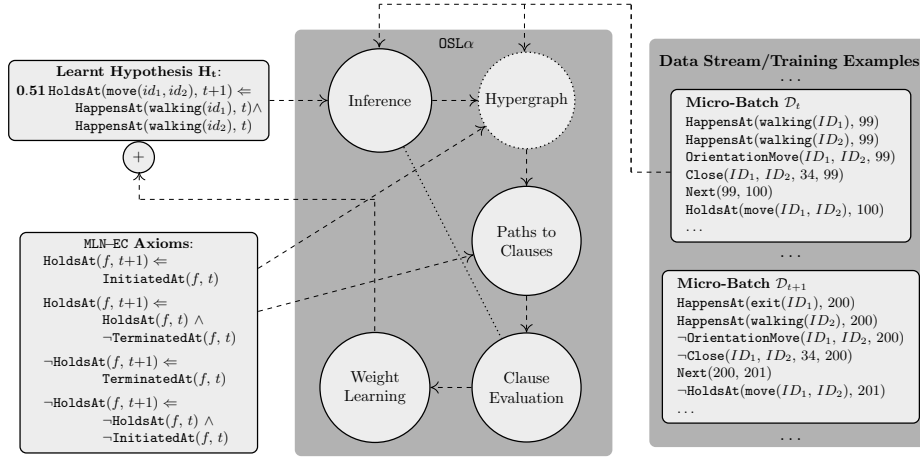 OSLα
Learnt Hypothesis Hₜ:
0.51 HoldsAt(move(id₁, id₂), t+1) ⇐
HappensAt(walking(id₁), t)∧
HappensAt(walking(id₂), t)
+
MLN–EC Axioms:
HoldsAt(f, t+1) ⇐
InitiatedAt(f, t)
HoldsAt(f, t+1) ⇐
HoldsAt(f, t) ∧
¬TerminatedAt(f, t)
¬HoldsAt(f, t+1) ⇐
TerminatedAt(f, t)
¬HoldsAt(f, t+1) ⇐
¬HoldsAt(f, t) ∧
¬InitiatedAt(f, t)
Inference
Hypergraph
Paths to
Clauses
Clause
Evaluation
Weight
Learning
Data Stream/Training Examples
...
Micro-Batch 𝒟ₜ
HappensAt(walking(ID₁), 99)
HappensAt(walking(ID₂), 99)
OrientationMove(ID₁, ID₂, 99)
Close(ID₁, ID₂, 34, 99)
Next(99, 100)
HoldsAt(move(ID₁, ID₂), 100)
...
...
Micro-Batch 𝒟ₜ₊₁
HappensAt(exit(ID₁), 200)
HappensAt(walking(ID₂), 200)
¬OrientationMove(ID₁, ID₂, 200)
¬Close(ID₁, ID₂, 34, 200)
Next(200, 201)
¬HoldsAt(move(ID₁, ID₂), 201)
...
...